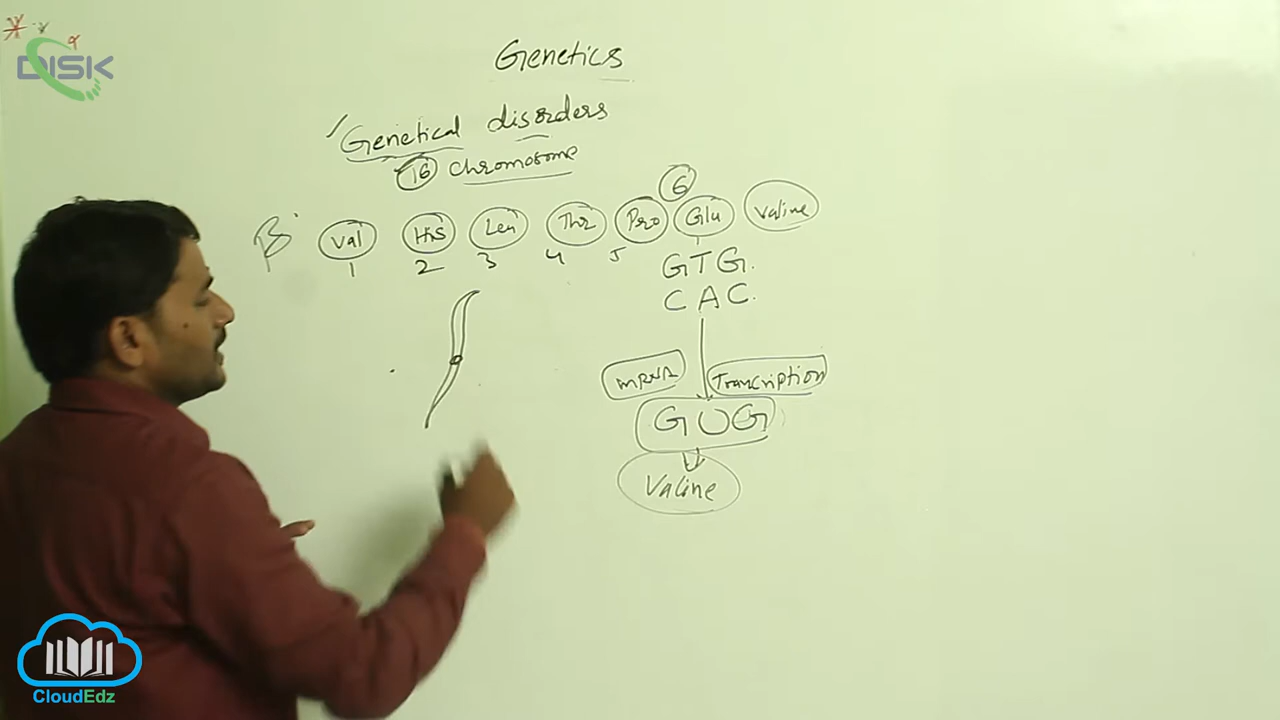 DISK
Genetics
Genetical disorders
16 chromosome
6
β Val His Leu Thr Pro Glu Valine
1 2 3 4 5
GTG.
CAC.
mRNA Trancription
GUG
Valine
CloudEdz